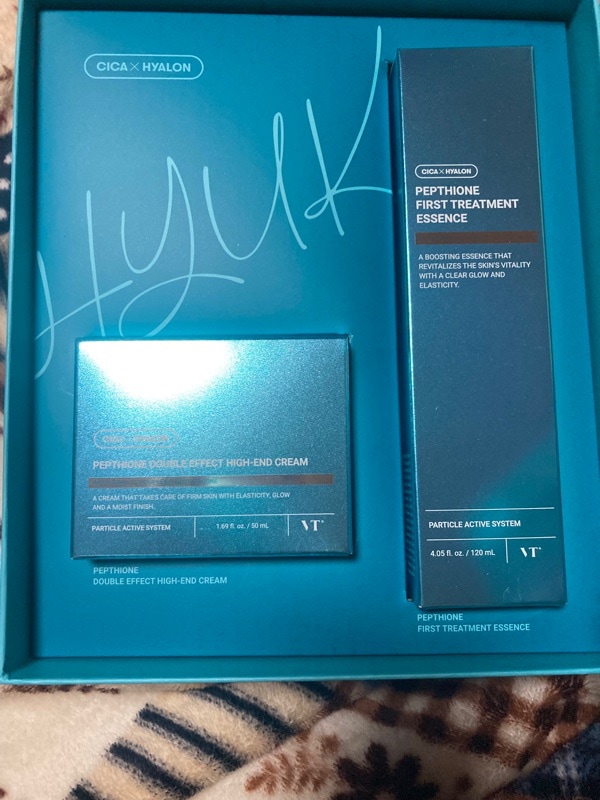 CICA × HYALON
HYUK
CICA × HYALON
PEPTHIONE
FIRST TREATMENT
ESSENCE
A BOOSTING ESSENCE THAT
REVITALIZES THE SKIN'S VITALITY
WITH A CLEAR GLOW AND
ELASTICITY.
PARTICLE ACTIVE SYSTEM
4.05 fl. oz. / 120 mL
VT
PEPTHIONE
FIRST TREATMENT ESSENCE
CICA × HYALON
PEPTHIONE DOUBLE EFFECT HIGH-END CREAM
A CREAM THAT TAKES CARE OF FIRM SKIN WITH ELASTICITY, GLOW
AND A MOIST FINISH.
PARTICLE ACTIVE SYSTEM
1.69 fl. oz. / 50 mL
VT
PEPTHIONE
DOUBLE EFFECT HIGH-END CREAM